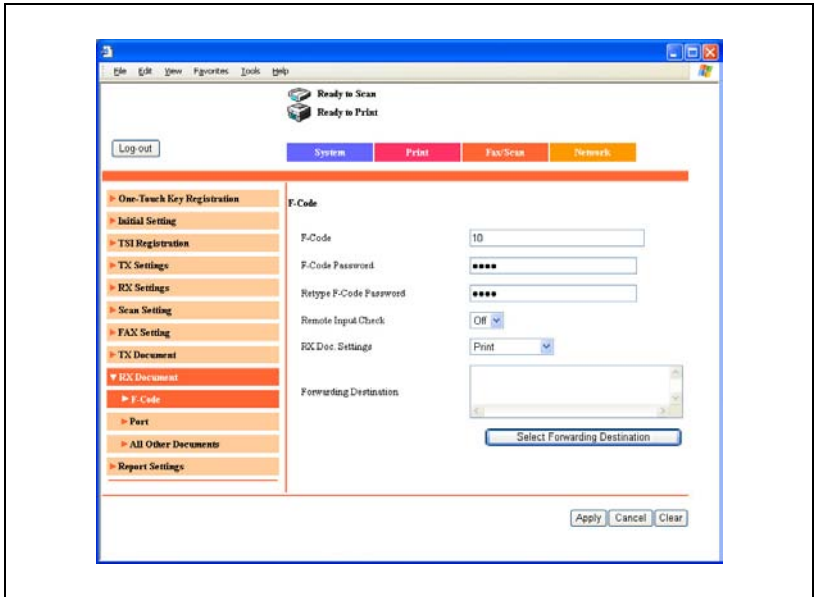 File Edit View Favorites Tools Help
Ready to Scan
Ready to Print
Log-out
System Print Fax/Scan Network
One-Touch Key Registration
Initial Setting
TSI Registration
TX Settings
RX Settings
Scan Setting
FAX Setting
TX Document
RX Document
F-Code
Port
All Other Documents
Report Settings
F-Code
F-Code 10
F-Code Password ••••
Retype F-Code Password ••••
Remote Input Check Off
RX Doc. Settings Print
Forwarding Destination
Select Forwarding Destination
Apply Cancel Clear